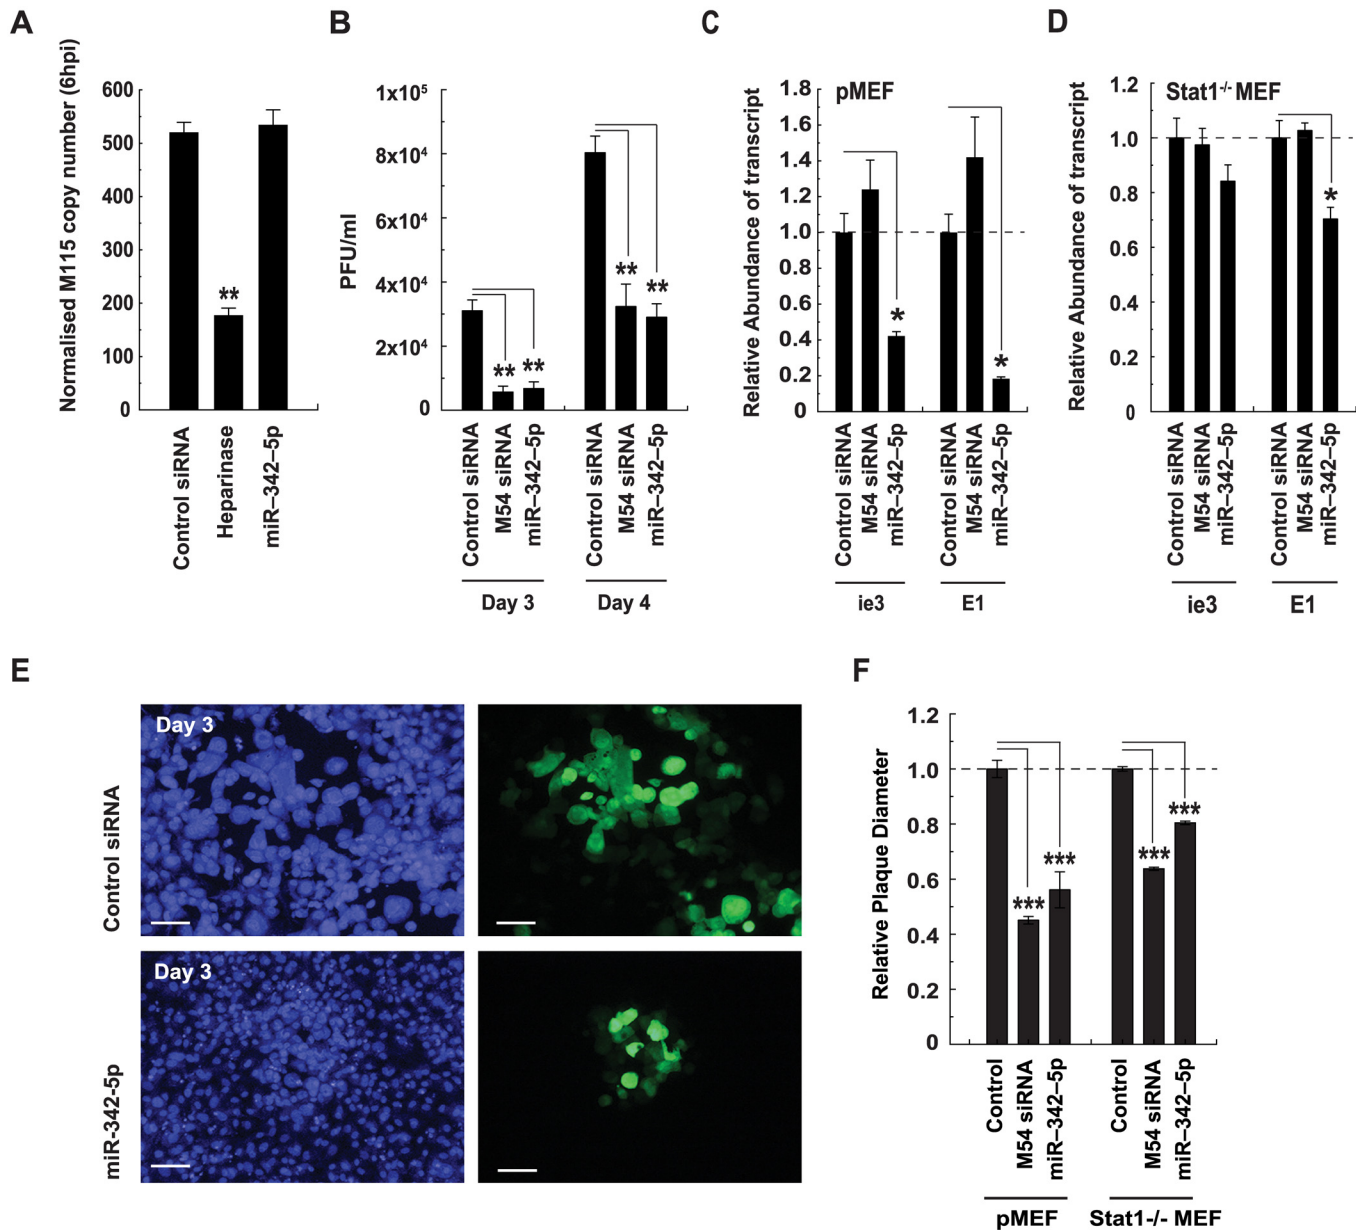 A
Normalised M115 copy number (6hpi)
600
500
400
300
200
100
0
**
Control siRNA
Heparinase
miR–342–5p
B
PFU/ml
1x10⁵
8x10⁴
6x10⁴
4x10⁴
2x10⁴
0
**
**
**
**
Control siRNA
M54 siRNA
miR–342–5p
Control siRNA
M54 siRNA
miR–342–5p
Day 3
Day 4
C
Relative Abundance of transcript
pMEF
1.8
1.6
1.4
1.2
1.0
0.8
0.6
0.4
0.2
0
*
*
Control siRNA
M54 siRNA
miR–342–5p
Control siRNA
M54 siRNA
miR–342–5p
ie3
E1
D
Relative Abundance of transcript
Stat1⁻/⁻ MEF
1.2
1.0
0.8
0.6
0.4
0.2
0
*
Control siRNA
M54 siRNA
miR–342–5p
Control siRNA
M54 siRNA
miR–342–5p
ie3
E1
E
Control siRNA
Day 3
miR-342-5p
Day 3
F
Relative Plaque Diameter
1.2
1.0
0.8
0.6
0.4
0.2
0
***
***
***
***
Control
M54 siRNA
miR–342–5p
Control
M54 siRNA
miR–342–5p
pMEF
Stat1-/- MEF